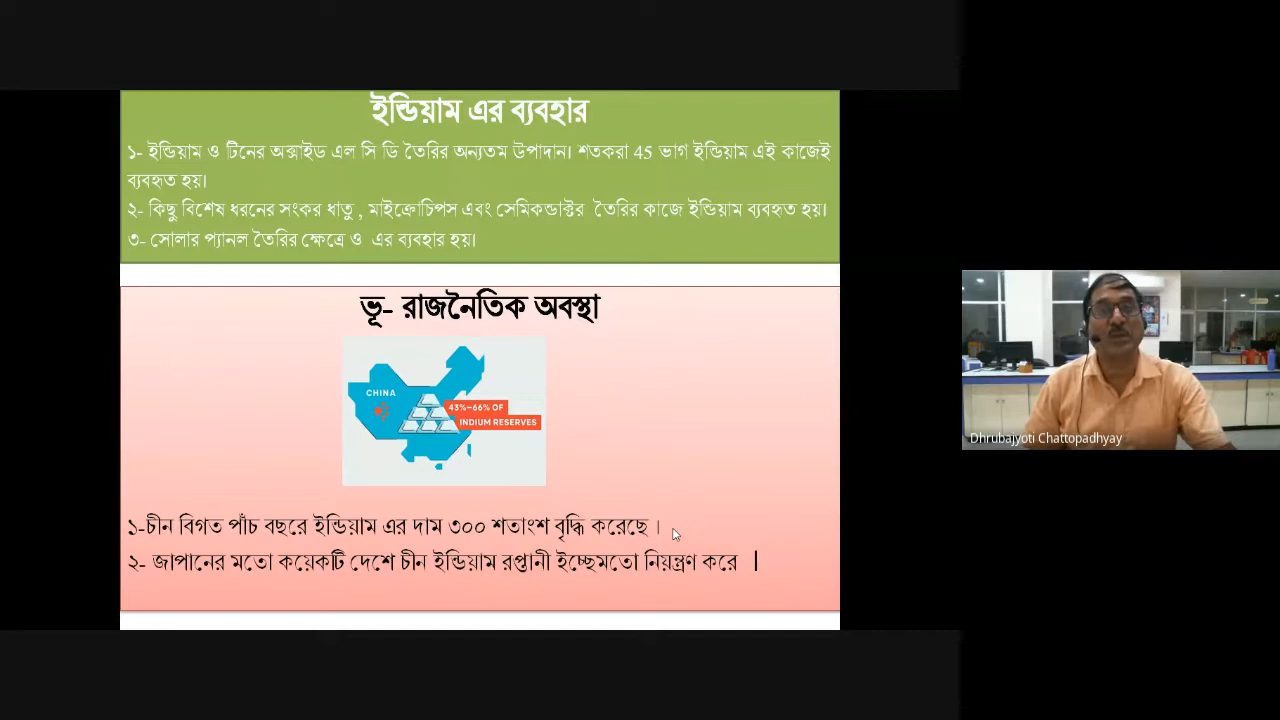 ইন্ডিয়াম এর ব্যবহার
১- ইন্ডিয়াম ও টিনের অক্সাইড এল সি ডি তৈরির অন্যতম উপাদান। শতকরা 45 ভাগ ইন্ডিয়াম এই কাজেই
ব্যবহৃত হয়।
২- কিছু বিশেষ ধরনের সংকর ধাতু , মাইক্রোচিপস এবং সেমিকন্ডাক্টর তৈরির কাজে ইন্ডিয়াম ব্যবহৃত হয়।
৩- সোলার প্যানল তৈরির ক্ষেত্রে ও এর ব্যবহার হয়।
ভূ- রাজনৈতিক অবস্থা
CHINA
43%–66% OF
INDIUM RESERVES
১-চীন বিগত পাঁচ বছরে ইন্ডিয়াম এর দাম ৩০০ শতাংশ বৃদ্ধি করেছে ।
২- জাপানের মতো কয়েকটি দেশে চীন ইন্ডিয়াম রপ্তানী ইচ্ছেমতো নিয়ন্ত্রণ করে |
Dhrubajyoti Chattopadhyay